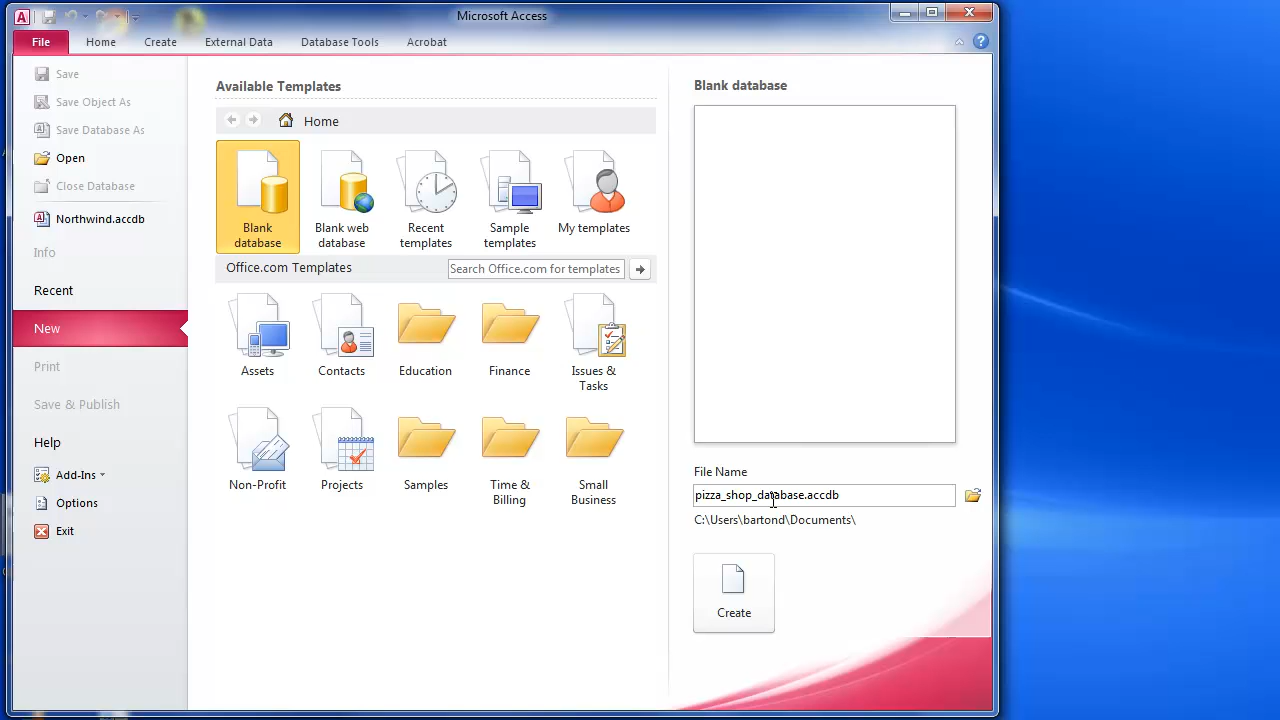 Microsoft Access
File
Home
Create
External Data
Database Tools
Acrobat
Save
Save Object As
Save Database As
Open
Close Database
Northwind.accdb
Info
Recent
New
Print
Save & Publish
Help
Add-Ins
Options
Exit
Available Templates
Home
Blank
database
Blank web
database
Recent
templates
Sample
templates
My templates
Office.com Templates
Search Office.com for templates
Assets
Contacts
Education
Finance
Issues &
Tasks
Non-Profit
Projects
Samples
Time &
Billing
Small
Business
Blank database
File Name
pizza_shop_database.accdb
C:\Users\bartond\Documents\
Create